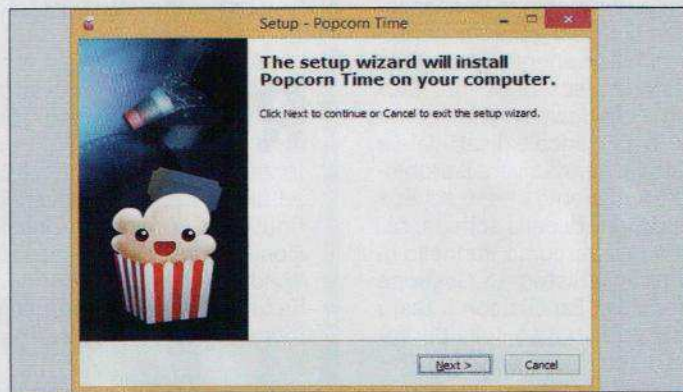 Setup - Popcorn Time
The setup wizard will install
Popcorn Time on your computer.
Click Next to continue or Cancel to exit the setup wizard.
Next >
Cancel